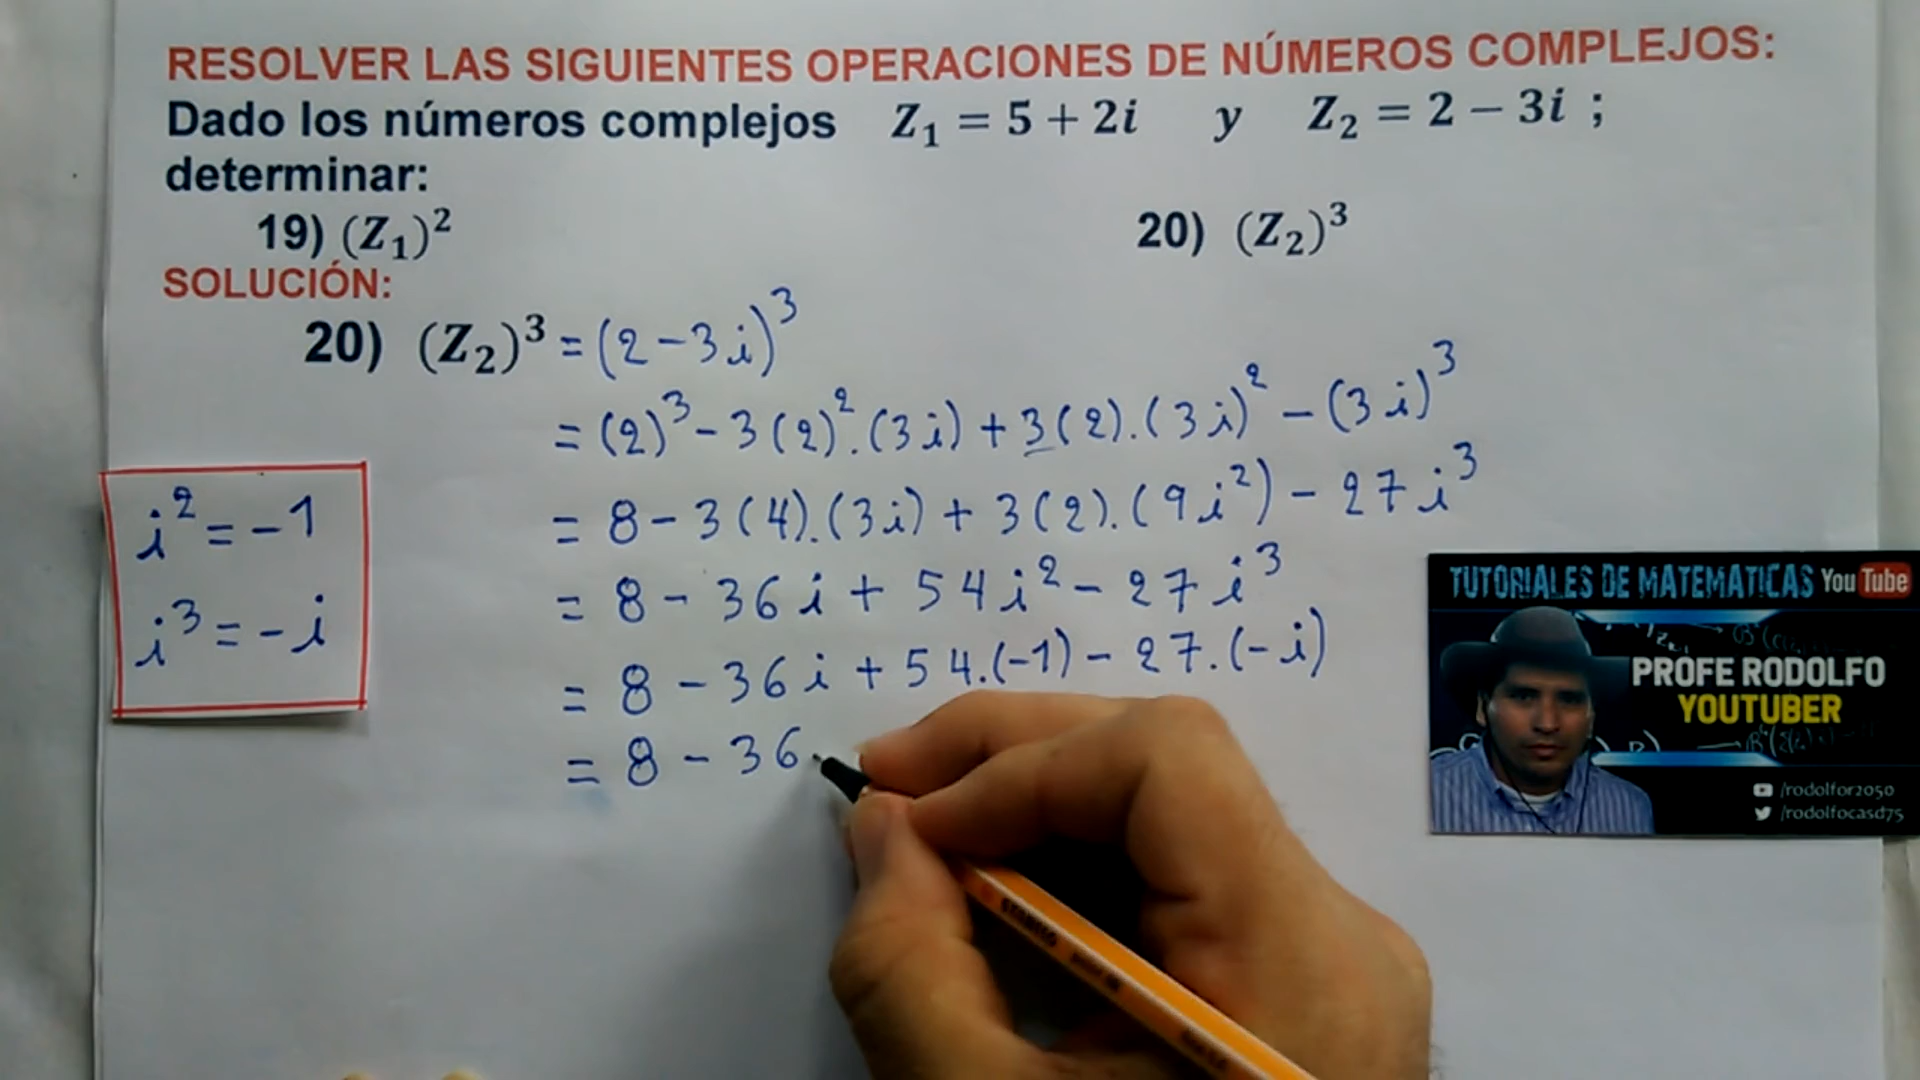 RESOLVER LAS SIGUIENTES OPERACIONES DE NÚMEROS COMPLEJOS:
Dado los números complejos Z₁ = 5 + 2i y Z₂ = 2 − 3i ;
determinar:
19) (Z₁)² 20) (Z₂)³
SOLUCIÓN:
20) (Z₂)³ = (2 − 3i)³
= (2)³ − 3(2)².(3i) + 3(2).(3i)² − (3i)³
= 8 − 3(4).(3i) + 3(2).(9i²) − 27i³
= 8 − 36i + 54i² − 27i³
= 8 − 36i + 54.(−1) − 27.(−i)
= 8 − 36
i² = −1
i³ = −i
TUTORIALES DE MATEMATICAS YouTube
PROFE RODOLFO
YOUTUBER
/rodolfor2050
/rodolfocasd75